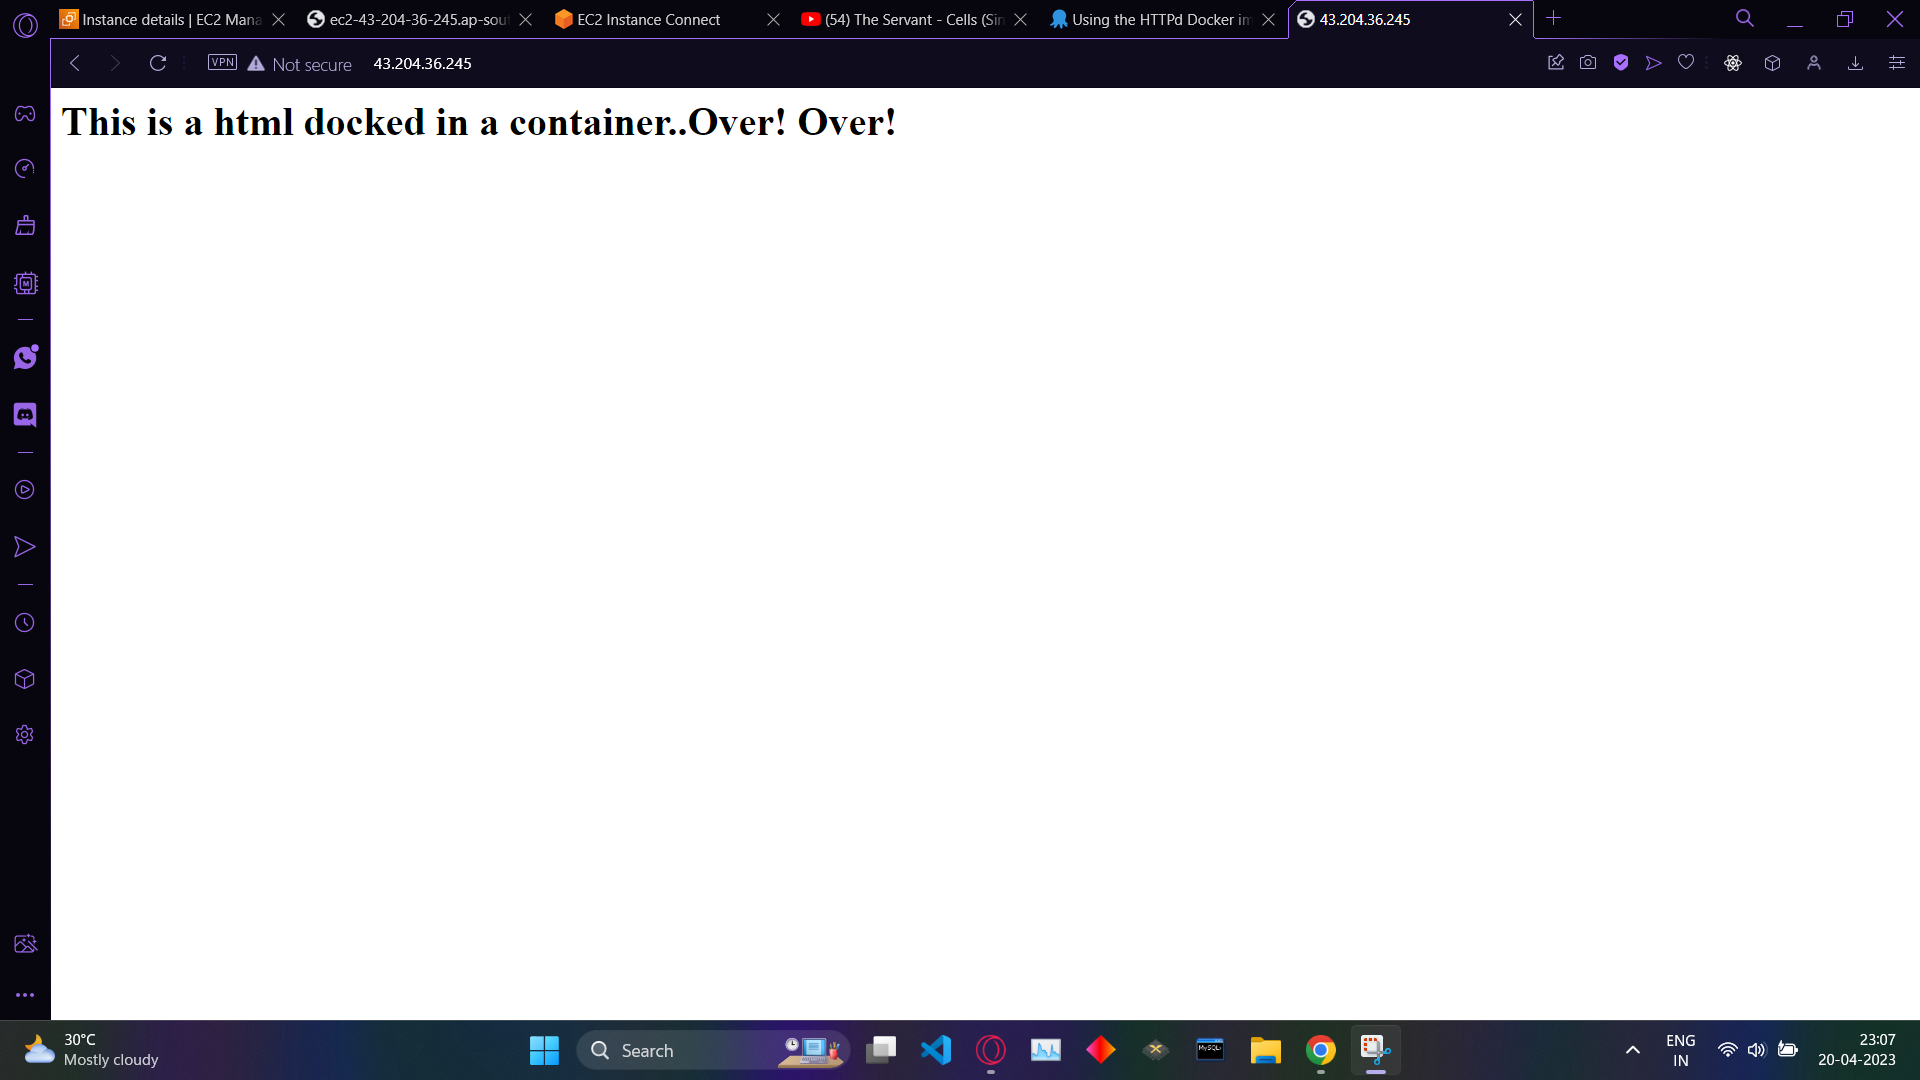 Instance details | EC2 Mana
ec2-43-204-36-245.ap-sout
EC2 Instance Connect
(54) The Servant - Cells (Sin
Using the HTTPd Docker im
43.204.36.245
VPN
Not secure
43.204.36.245
This is a html docked in a container..Over! Over!
M
30°C
Mostly cloudy
Search
MySQL
ENG
IN
23:07
20-04-2023